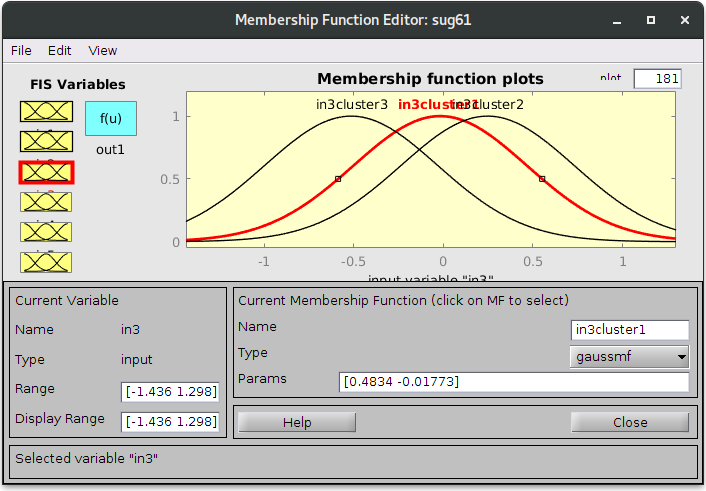 Membership Function Editor: sug61
File Edit View
FIS Variables
f(u)
out1
Membership function plots
plot
181
in3cluster3
in3cluster1
in3cluster2
1
0.5
0
-1 -0.5 0 0.5 1
input variable "in3"
Current Variable
Name in3
Type input
Range [-1.436 1.298]
Display Range [-1.436 1.298]
Current Membership Function (click on MF to select)
Name in3cluster1
Type gaussmf
Params [0.4834 -0.01773]
Help Close
Selected variable "in3"